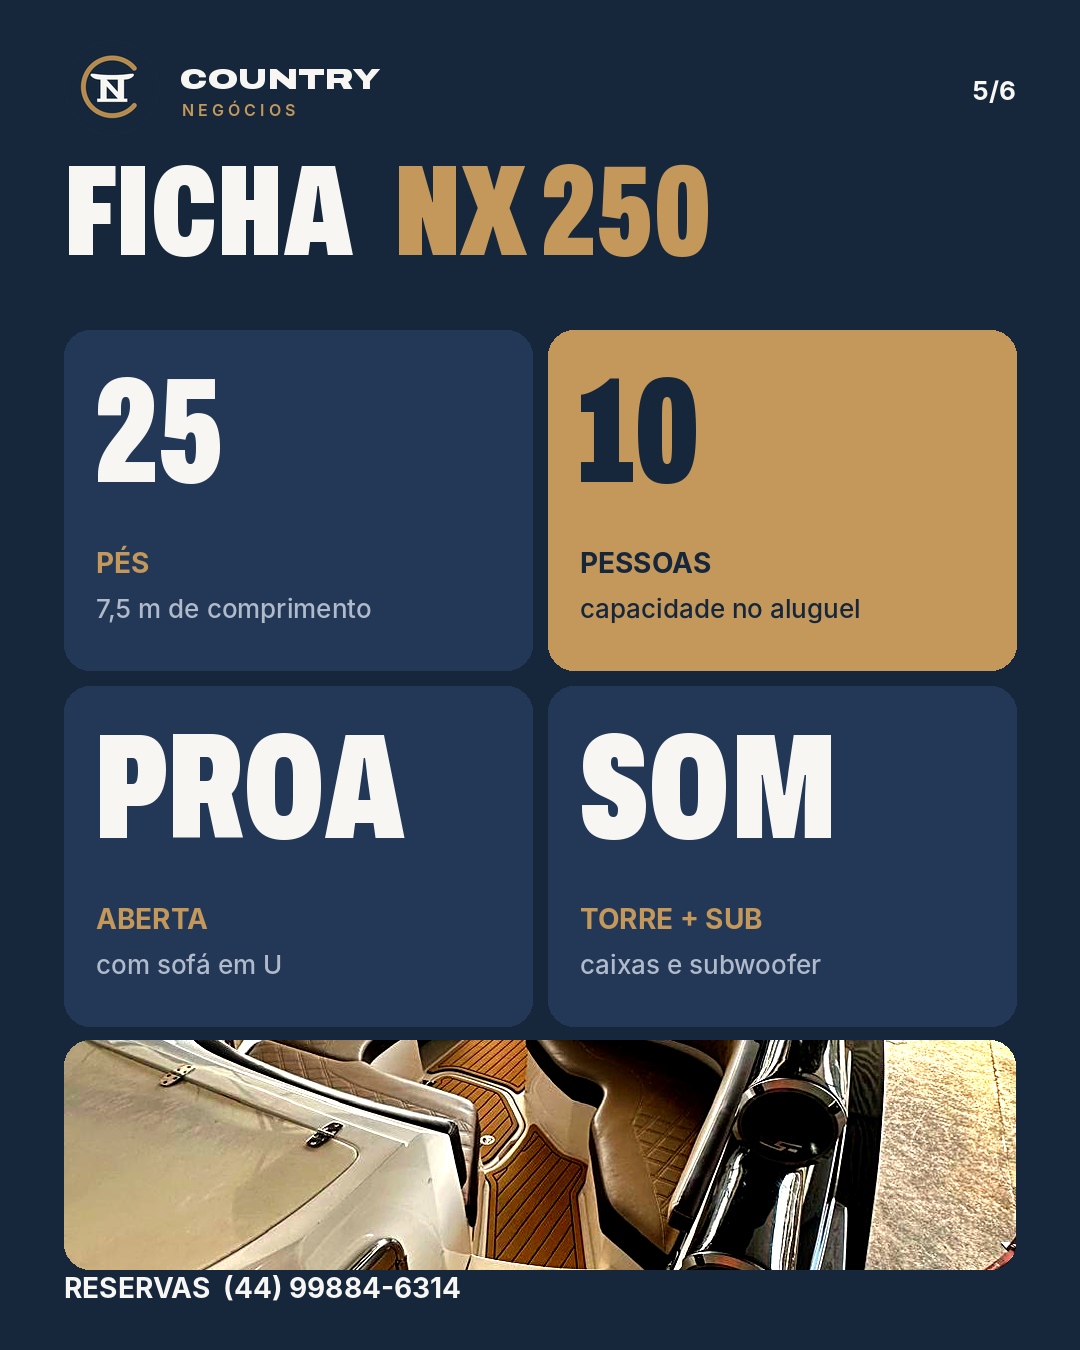 COUNTRY
NEGÓCIOS
5/6
FICHA NX 250
25
PÉS
7,5 m de comprimento
10
PESSOAS
capacidade no aluguel
PROA
ABERTA
com sofá em U
SOM
TORRE + SUB
caixas e subwoofer
RESERVAS (44) 99884-6314